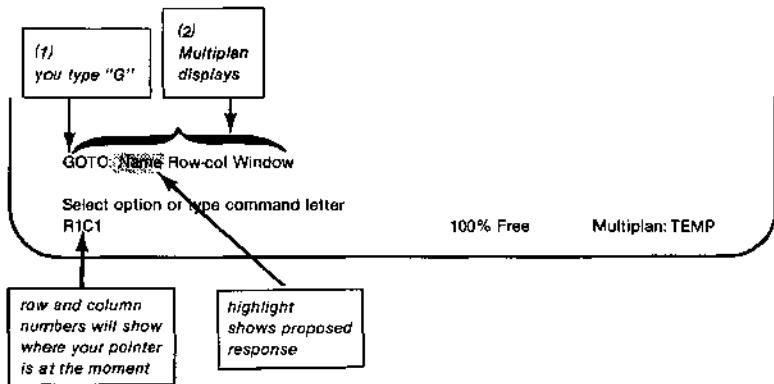 (1)
you type "G"
(2)
Multiplan
displays
GOTO: Name Row-col Window
Select option or type command letter
R1C1
100% Free
Multiplan: TEMP
row and column
numbers will show
where your pointer
is at the moment
highlight
shows proposed
response